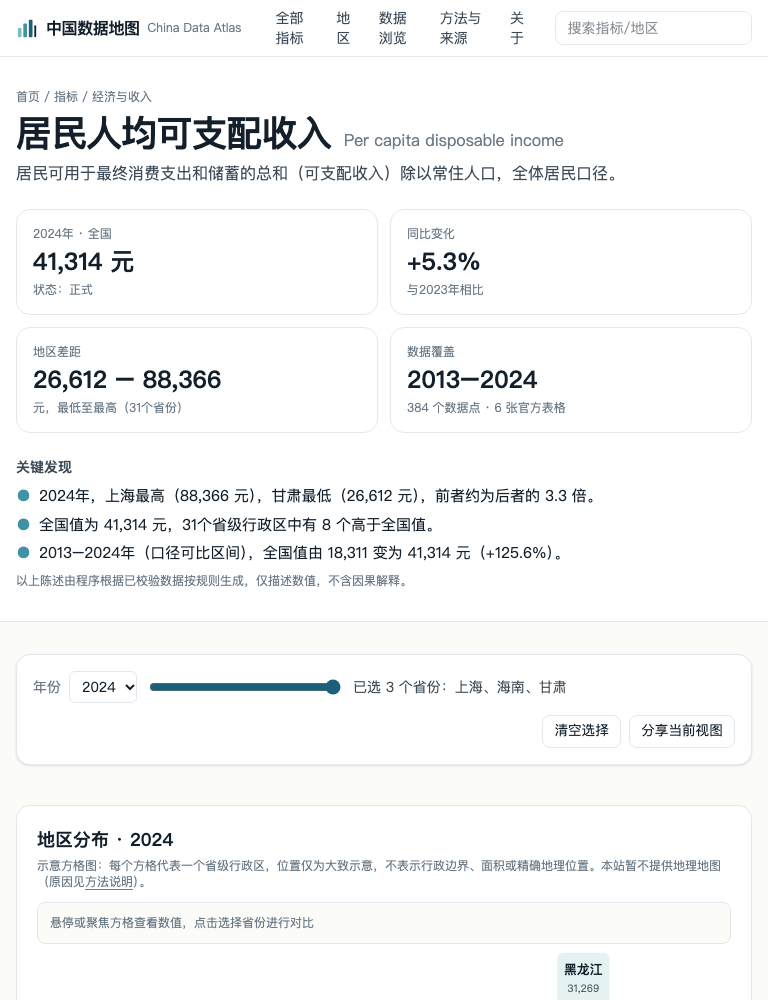 中国数据地图 China Data Atlas
全部指标
地区
数据浏览
方法与来源
关于
搜索指标/地区
首页 / 指标 / 经济与收入
居民人均可支配收入 Per capita disposable income
居民可用于最终消费支出和储蓄的总和（可支配收入）除以常住人口，全体居民口径。
2024年 · 全国
41,314 元
状态：正式
同比变化
+5.3%
与2023年相比
地区差距
26,612 — 88,366
元，最低至最高（31个省份）
数据覆盖
2013—2024
384 个数据点 · 6 张官方表格
关键发现
2024年，上海最高（88,366 元），甘肃最低（26,612 元），前者约为后者的 3.3 倍。
全国值为 41,314 元，31个省级行政区中有 8 个高于全国值。
2013—2024年（口径可比区间），全国值由 18,311 变为 41,314 元（+125.6%）。
以上陈述由程序根据已校验数据按规则生成，仅描述数值，不含因果解释。
年份 2024 已选 3 个省份：上海、海南、甘肃
清空选择 分享当前视图
地区分布 · 2024
示意方格图：每个方格代表一个省级行政区，位置仅为大致示意，不表示行政边界、面积或精确地理位置。本站暂不提供地理地图
（原因见方法说明）。
悬停或聚焦方格查看数值，点击选择省份进行对比
黑龙江
31,269